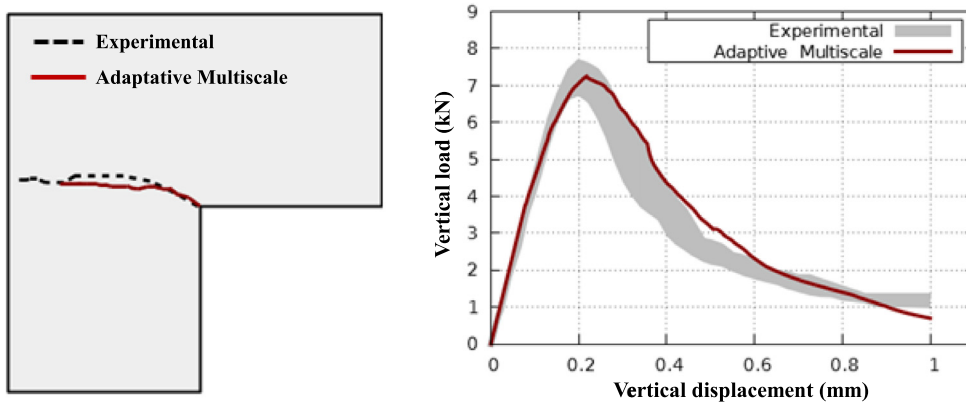 Experimental
Adaptative Multiscale
Experimental
Adaptive Multiscale
Vertical load (kN)
9
8
7
6
5
4
3
2
1
0
0
0.2
0.4
0.6
0.8
1
Vertical displacement (mm)